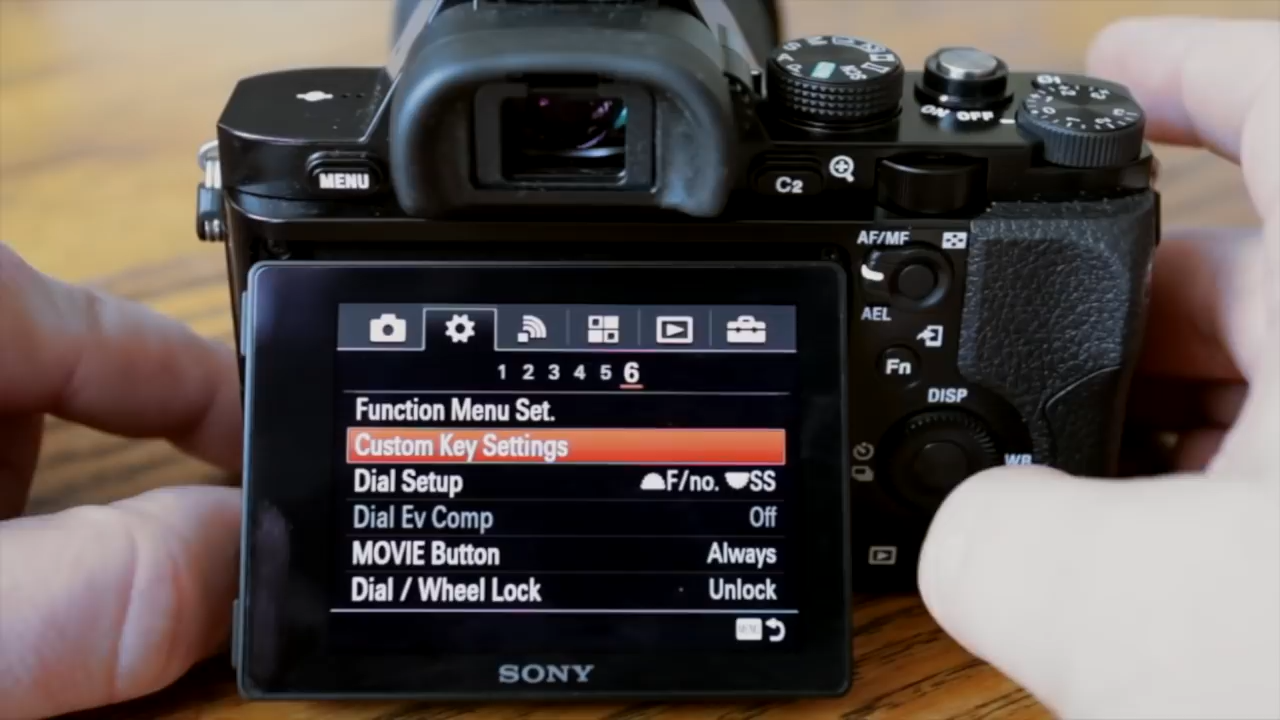 MENU
ON OFF
C2
AF/MF
AEL
Fn
DISP
WB
1 2 3 4 5 6
Function Menu Set.
Custom Key Settings
Dial Setup F/no. SS
Dial Ev Comp Off
MOVIE Button Always
Dial / Wheel Lock Unlock
SONY